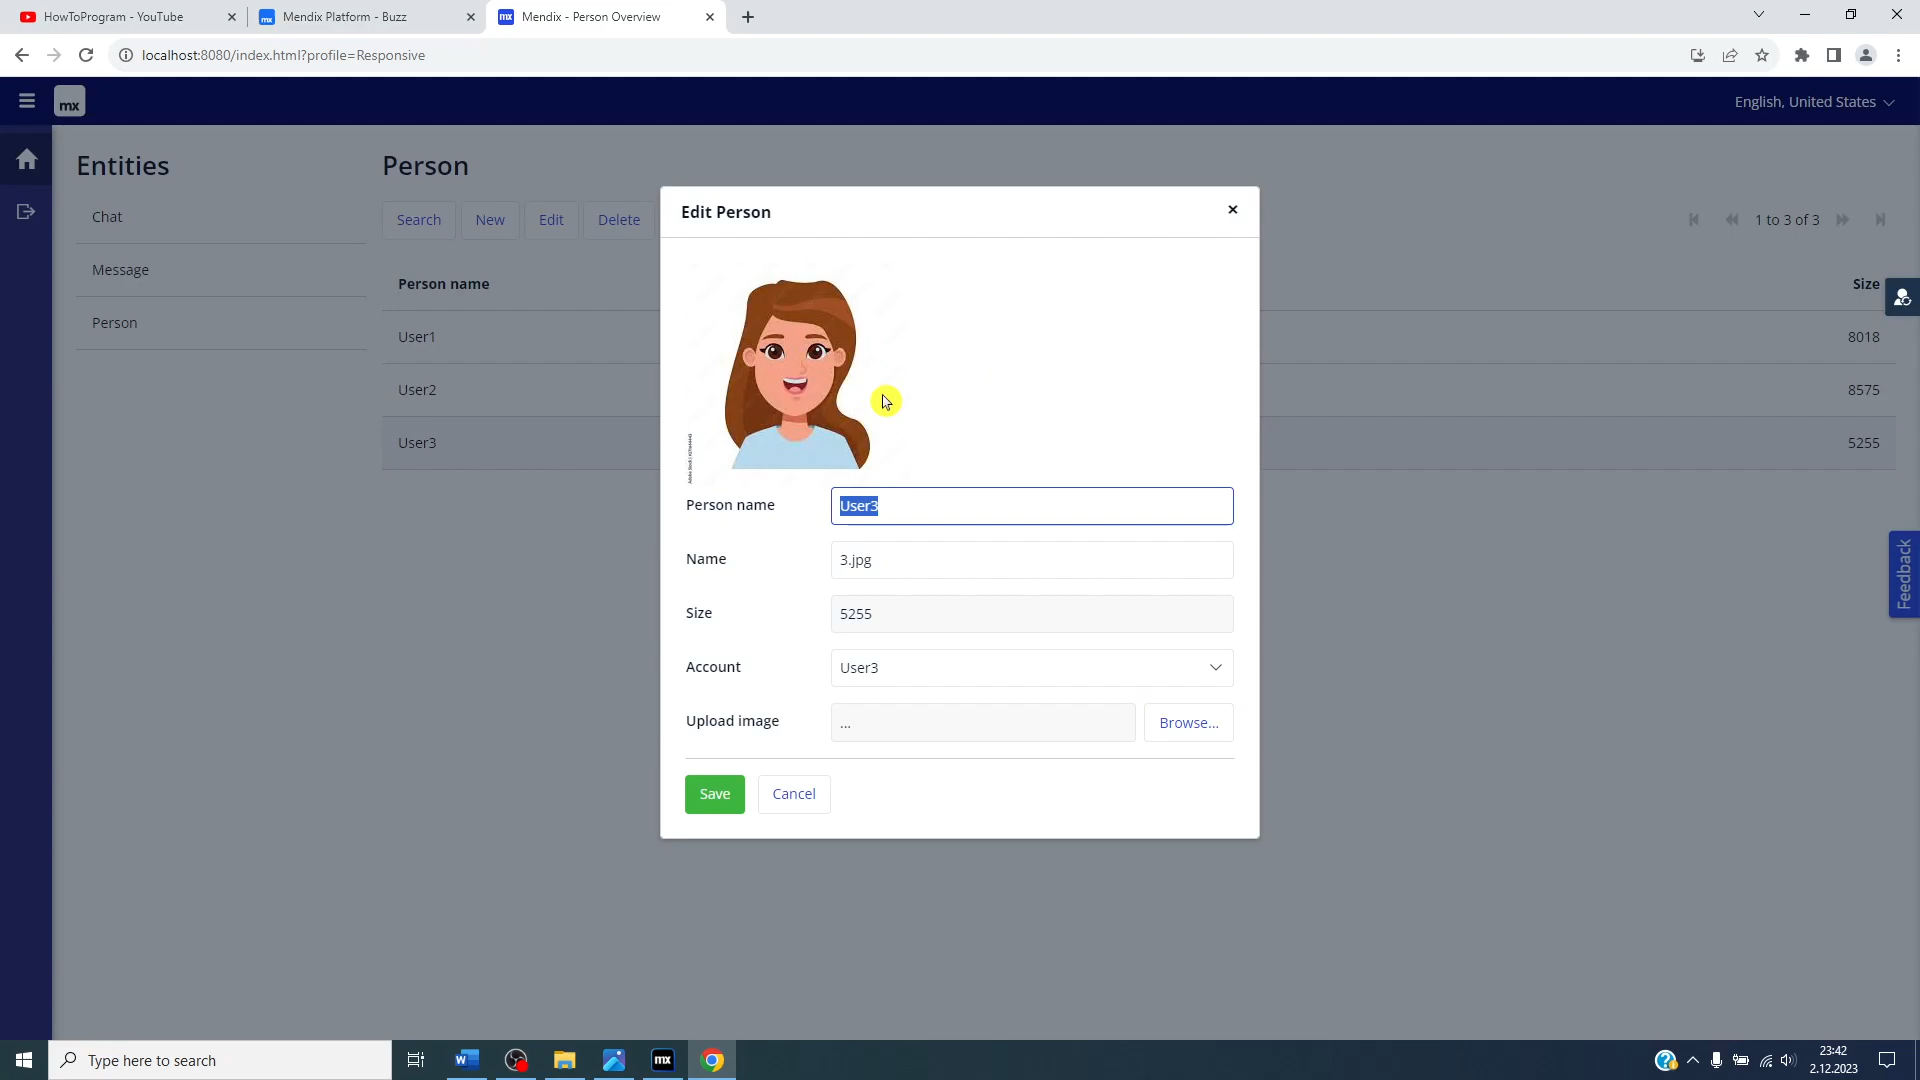 HowToProgram - YouTube
mx
Mendix Platform - Buzz
mx
Mendix - Person Overview
localhost:8080/index.html?profile=Responsive
mx
English, United States
Entities
Chat
Message
Person
Person
Search
New
Edit
Delete
1 to 3 of 3
Person name
Size
User1
8018
User2
8575
User3
5255
Edit Person
Person name
User3
Name
3.jpg
Size
5255
Account
User3
Upload image
...
Browse...
Save
Cancel
Feedback
Type here to search
W
mx
23:42
2.12.2023